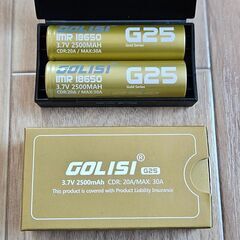 GOLISI G25
IMR 18650 Gold Series
3.7V 2500MAH
CDR: 20A/MAX:30A
GOLISI G25
IMR 18650 Gold Series
3.7V 2500MAH
CDR: 20A/MAX:30A
GOLISI® G25
3.7V 2500mAh CDR: 20A/MAX: 30A
This product is covered with Product Liability Insurance